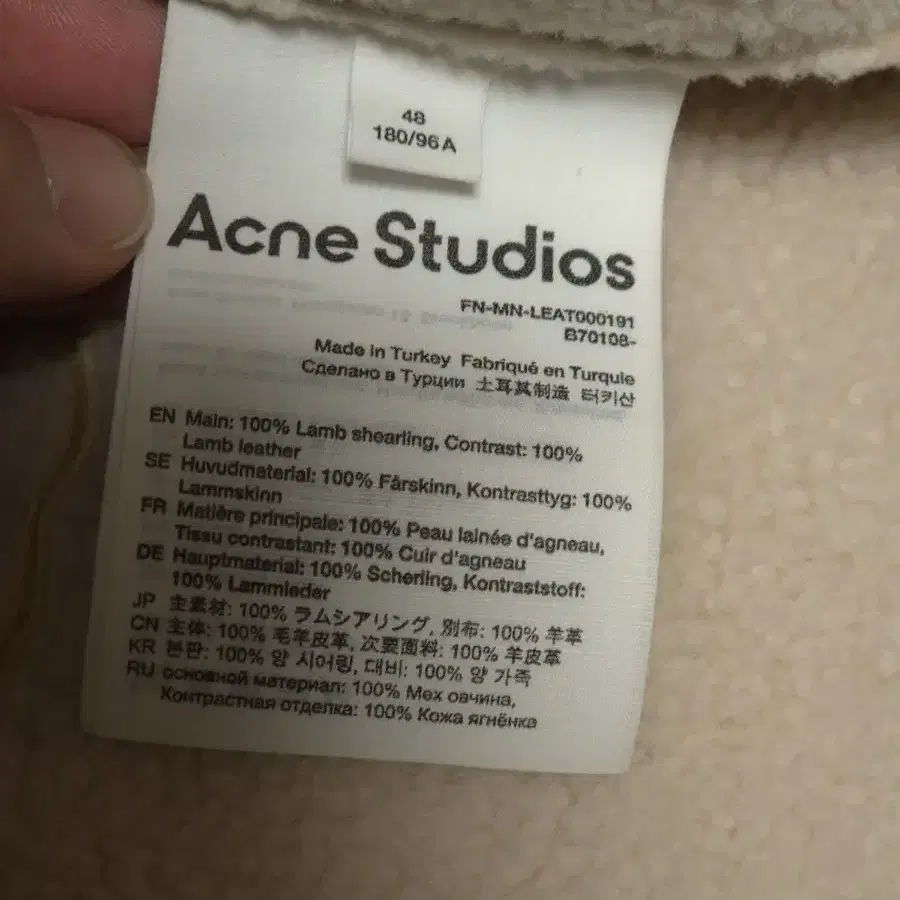 48
180/96A
Acne Studios
FN-MN-LEAT000191
B70108-
Made in Turkey Fabriqué en Turquie
Сделано в Турции 土耳其制造 터키산
EN Main: 100% Lamb shearling, Contrast: 100%
Lamb leather
SE Huvudmaterial: 100% Fårskinn, Kontrasttyg: 100%
Lammskinn
FR Matière principale: 100% Peau lainée d'agneau,
Tissu contrastant: 100% Cuir d'agneau
DE Hauptmaterial: 100% Scherling, Kontraststoff:
100% Lammleder
JP 主素材: 100% ラムシアリング, 別布: 100% 羊革
CN 主体: 100% 毛羊皮革, 次要面料: 100% 羊皮革
KR 본판: 100% 양 시어링, 대비: 100% 양 가죽
RU основной материал: 100% Мех овчина,
Контрастная отделка: 100% Кожа ягнёнка